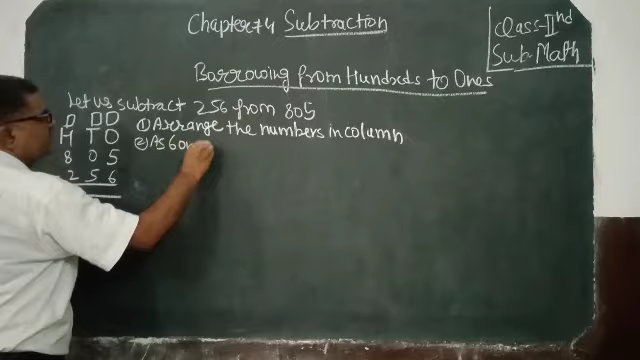 Chapter-4 Subtraction
Class-IInd
Sub-Math
Borrowing from Hundreds to Ones
Let us subtract 256 from 805
H T O
8 0 5
2 5 6
① Arrange the numbers in column
② As 6 on